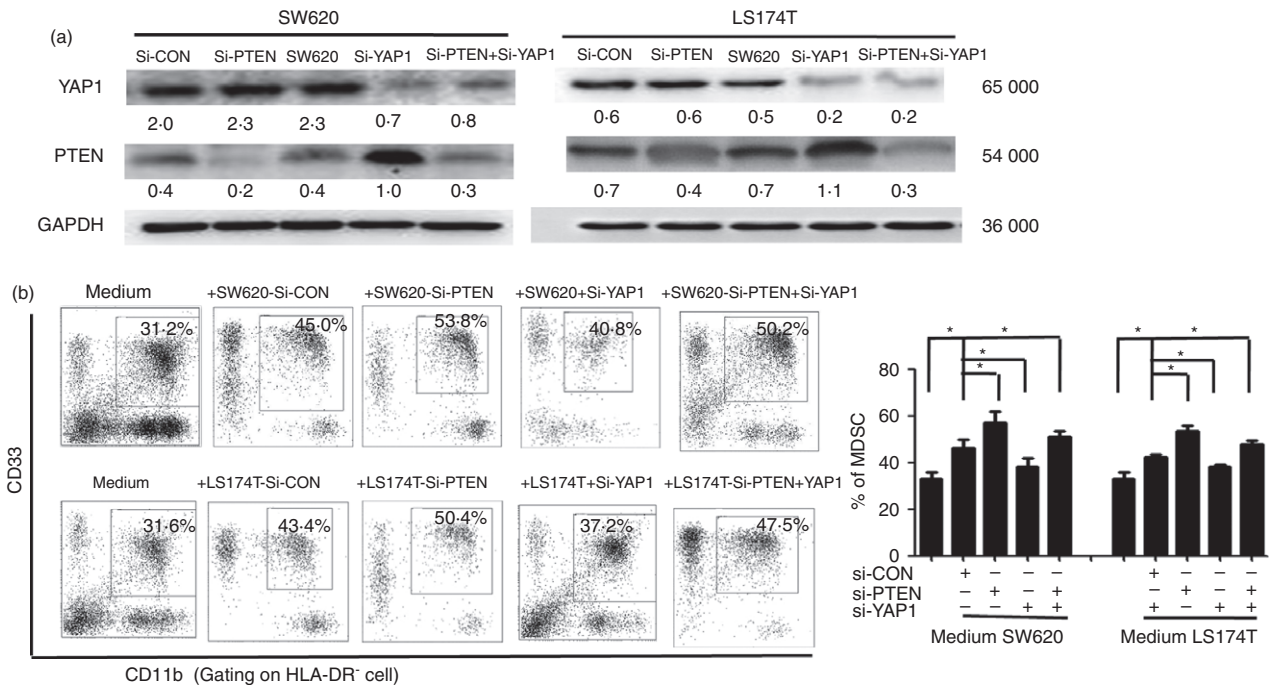 SW620
LS174T
(a)
Si-CON Si-PTEN SW620 Si-YAP1 Si-PTEN+Si-YAP1
Si-CON Si-PTEN SW620 Si-YAP1 Si-PTEN+Si-YAP1
YAP1
65 000
2·0 2·3 2·3 0·7 0·8
0·6 0·6 0·5 0·2 0·2
PTEN
54 000
0·4 0·2 0·4 1·0 0·3
0·7 0·4 0·7 1·1 0·3
GAPDH
36 000
(b)
Medium +SW620-Si-CON +SW620-Si-PTEN +SW620+Si-YAP1 +SW620-Si-PTEN+Si-YAP1
31·2% 45·0% 53·8% 40·8% 50·2%
Medium +LS174T-Si-CON +LS174T-Si-PTEN +LS174T+Si-YAP1 +LS174T-Si-PTEN+YAP1
31·6% 43·4% 50·4% 37·2% 47·5%
CD33
CD11b (Gating on HLA-DR⁻ cell)
* * * *
* *
* *
% of MDSC
80
60
40
20
0
si-CON + − − − + − − −
si-PTEN − + − + − + − +
si-YAP1 − − + + + − + +
Medium SW620
Medium LS174T